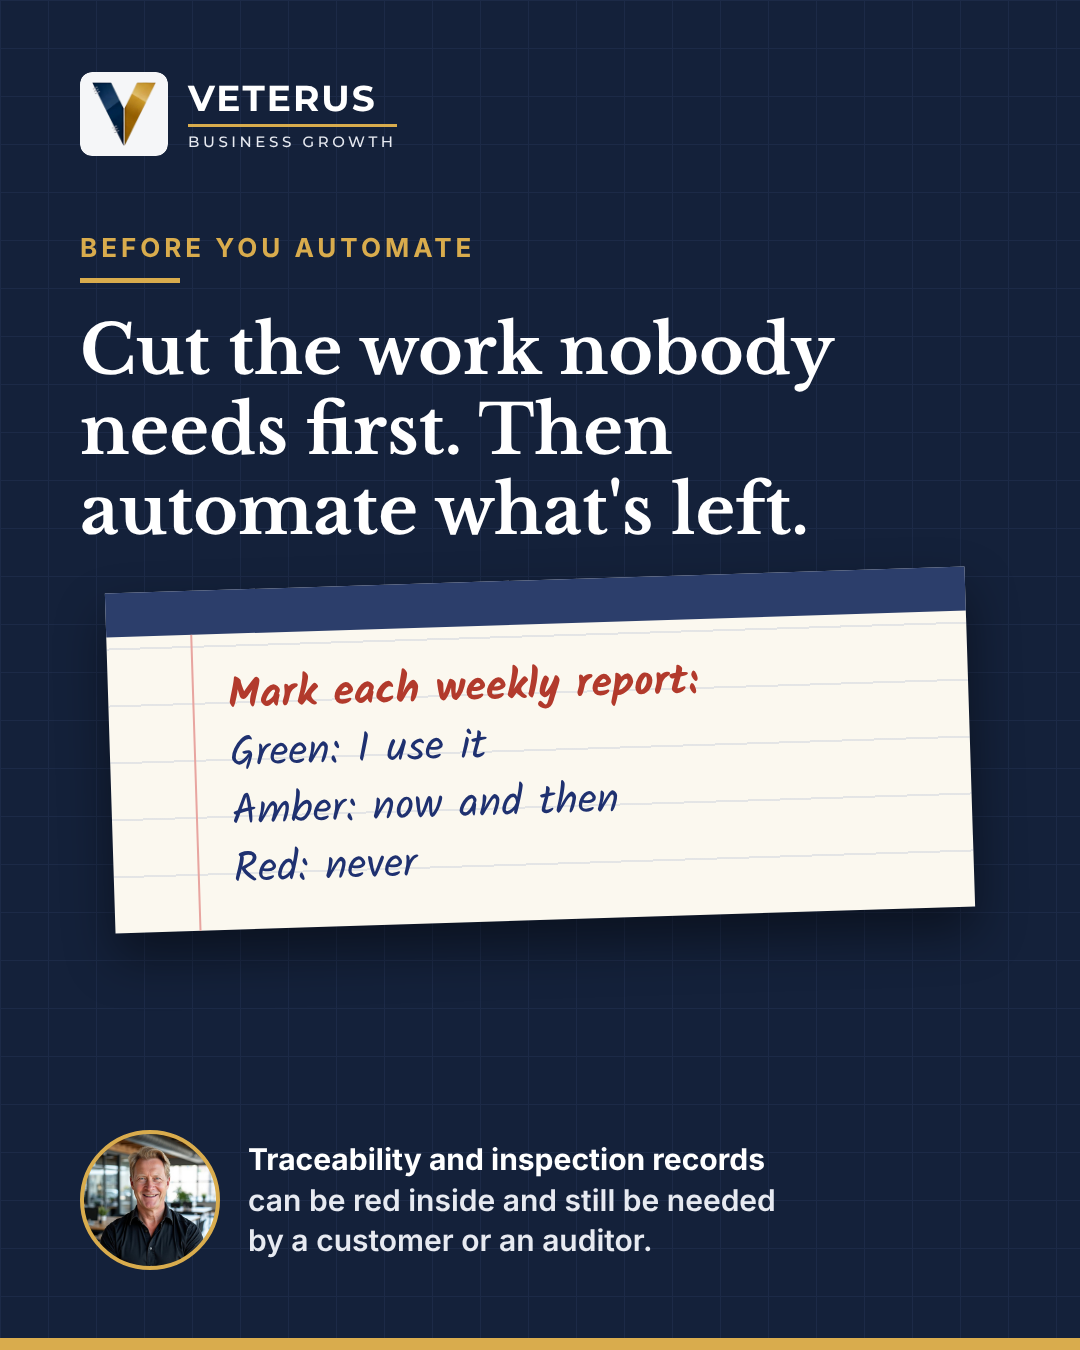 VETERUS
BUSINESS GROWTH
BEFORE YOU AUTOMATE
Cut the work nobody
needs first. Then
automate what's left.
Mark each weekly report:
Green: I use it
Amber: now and then
Red: never
Traceability and inspection records
can be red inside and still be needed
by a customer or an auditor.